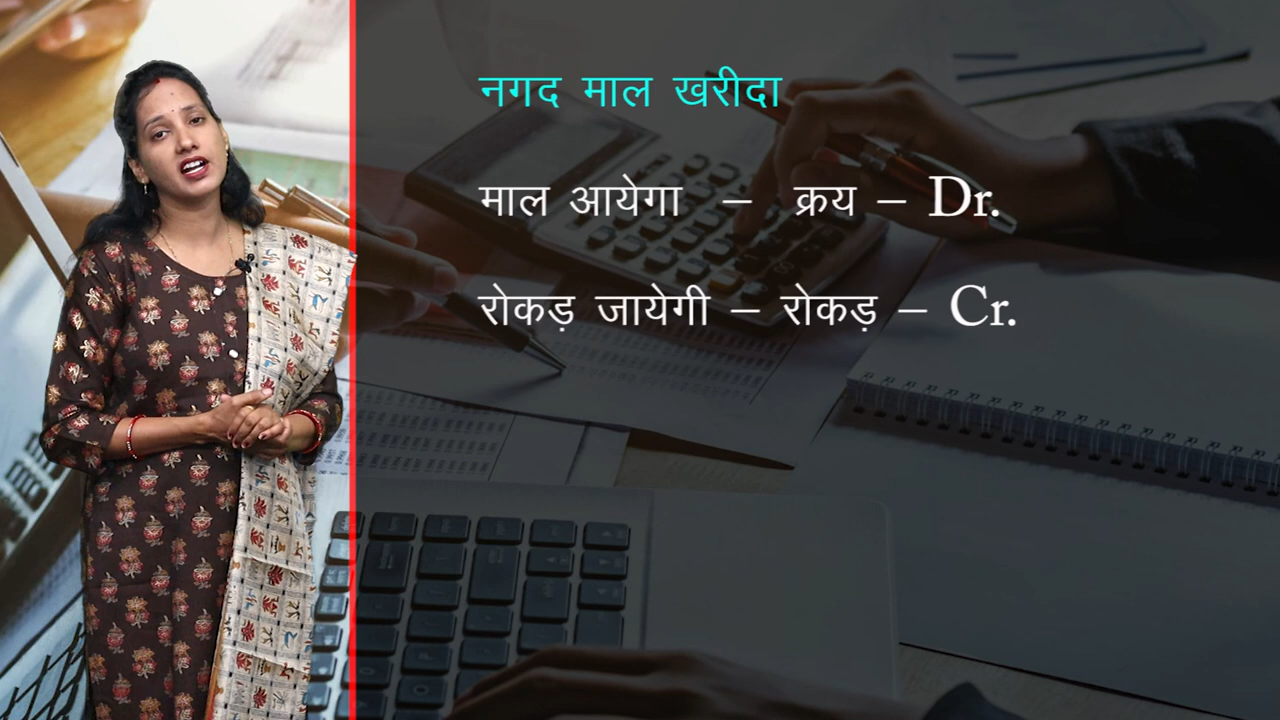 नगद माल खरीदा
माल आयेगा – क्रय – Dr.
रोकड़ जायेगी – रोकड़ – Cr.